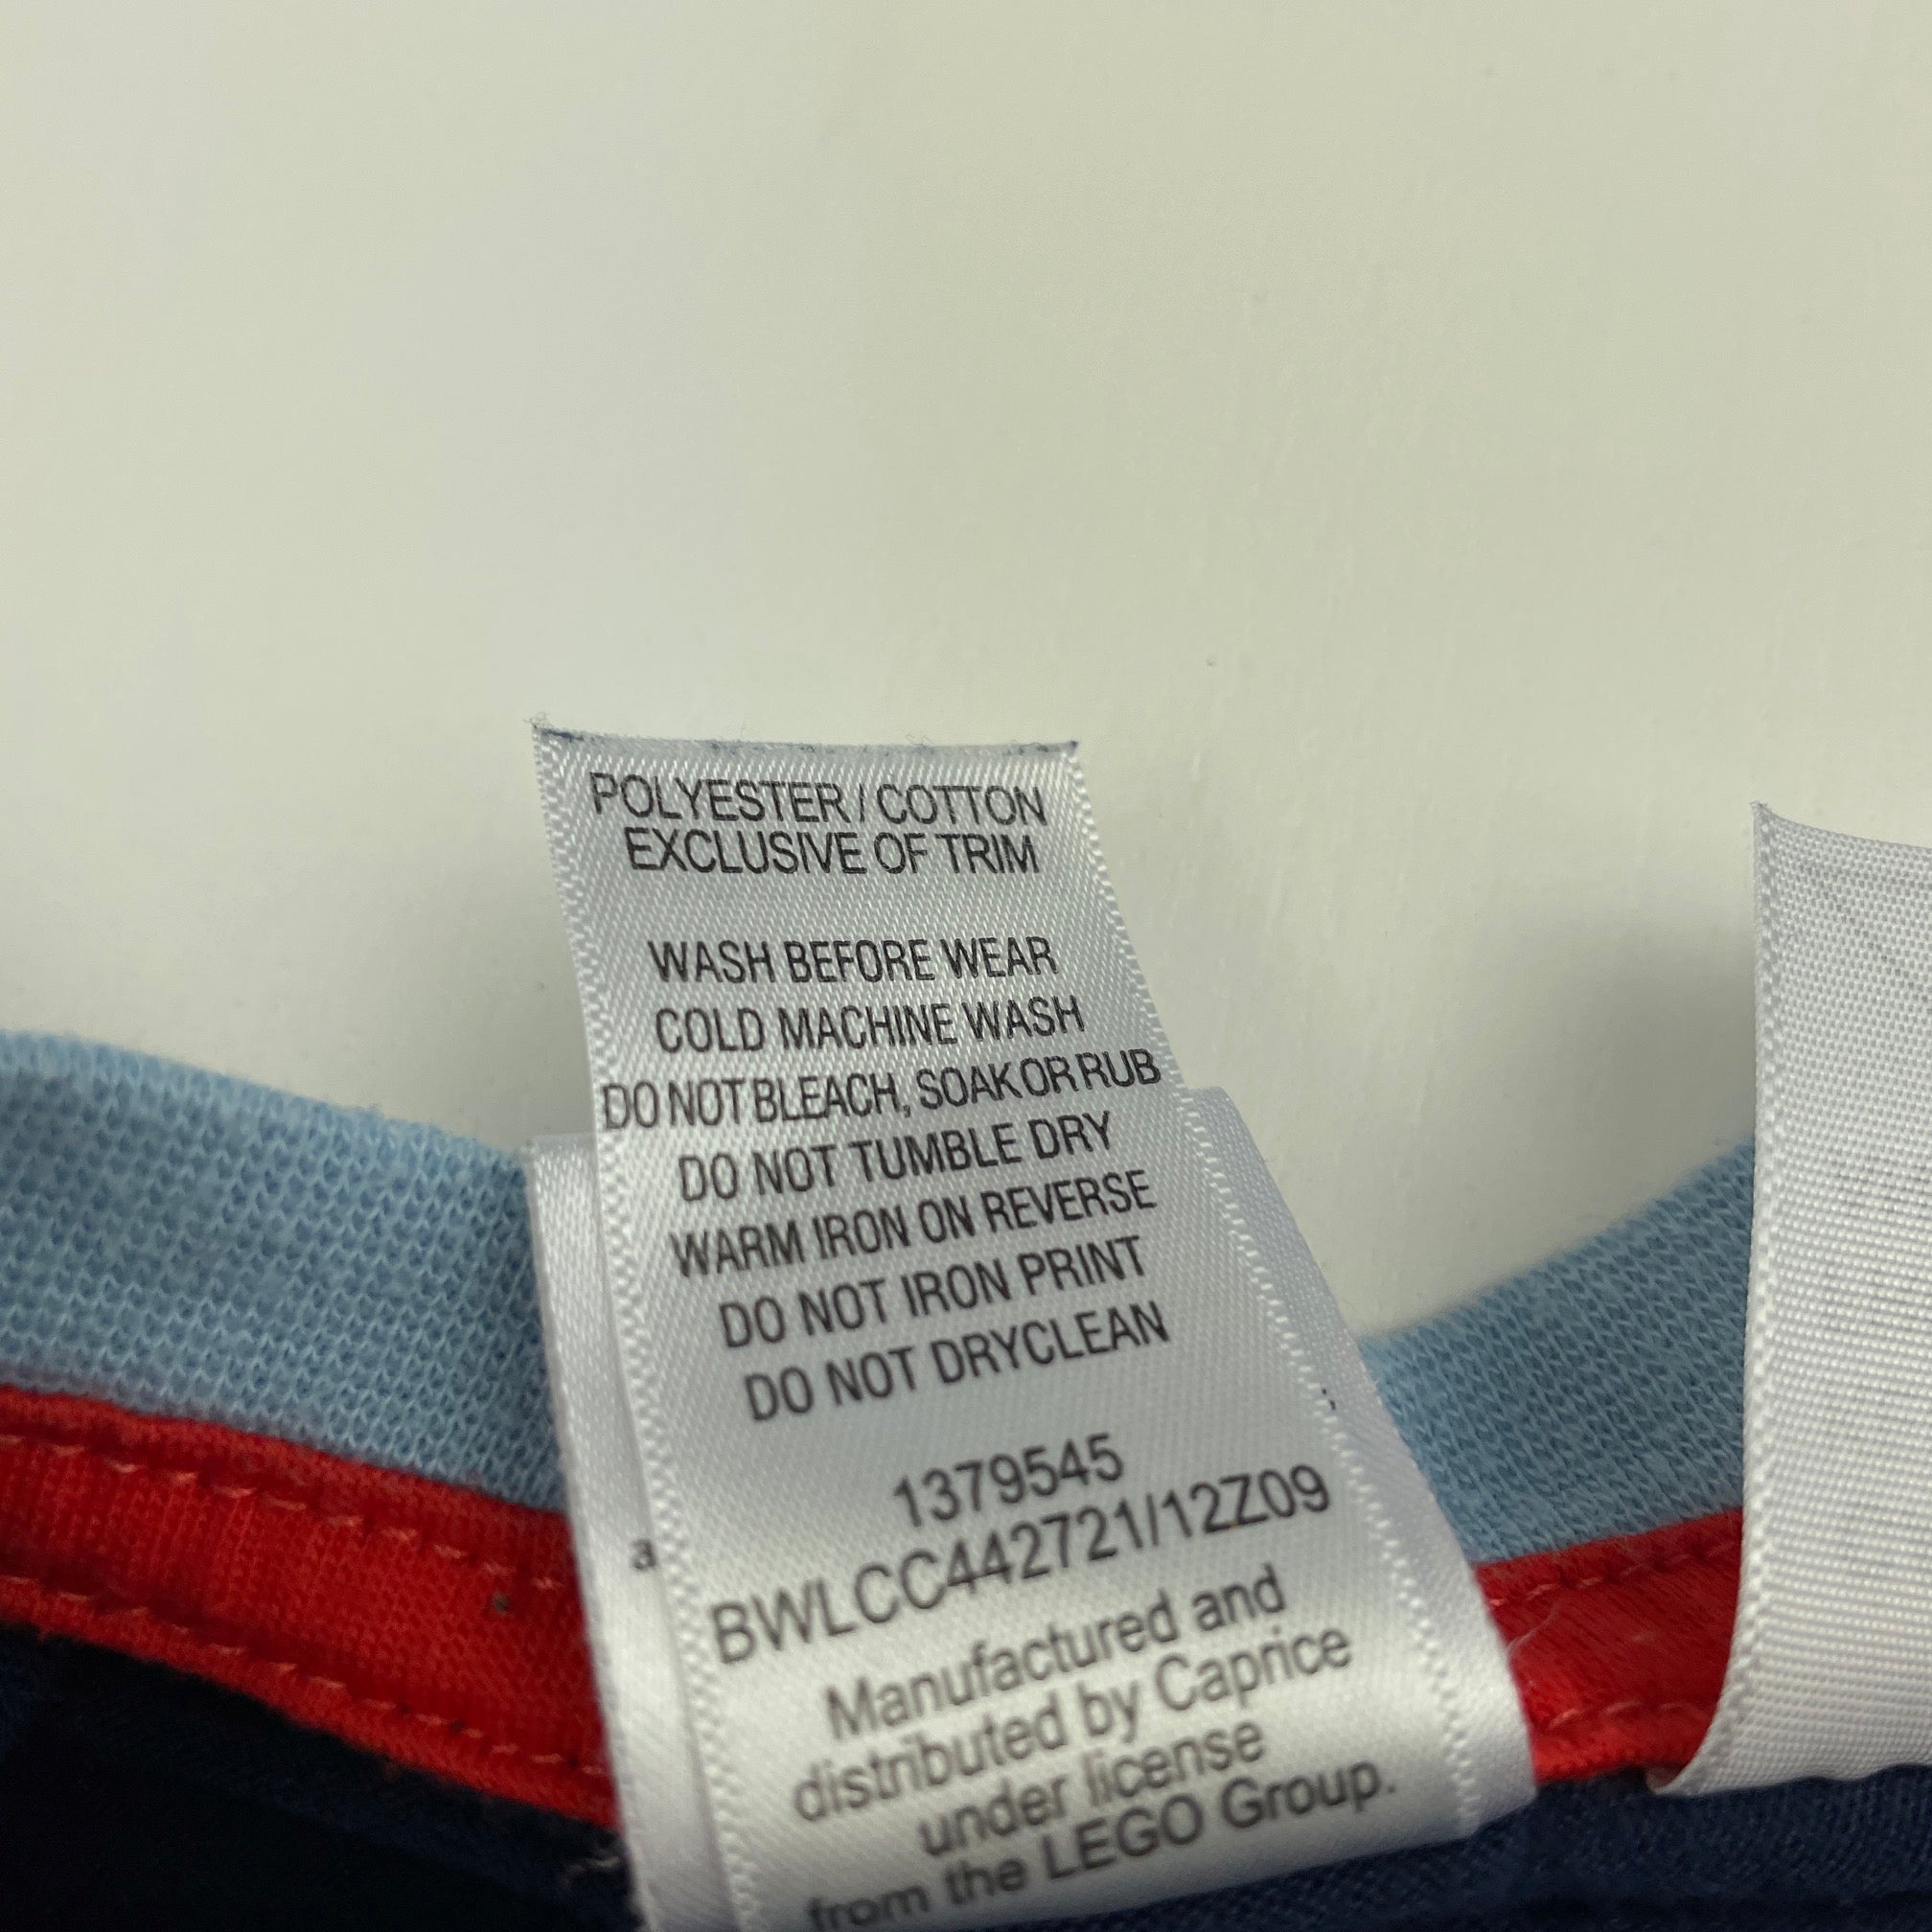 POLYESTER / COTTON
EXCLUSIVE OF TRIM
WASH BEFORE WEAR
COLD MACHINE WASH
DO NOT BLEACH, SOAK OR RUB
DO NOT TUMBLE DRY
WARM IRON ON REVERSE
DO NOT IRON PRINT
DO NOT DRYCLEAN
1379545
BWLCC442721/12Z09
Manufactured and
distributed by Caprice
under license
from the LEGO Group.
a